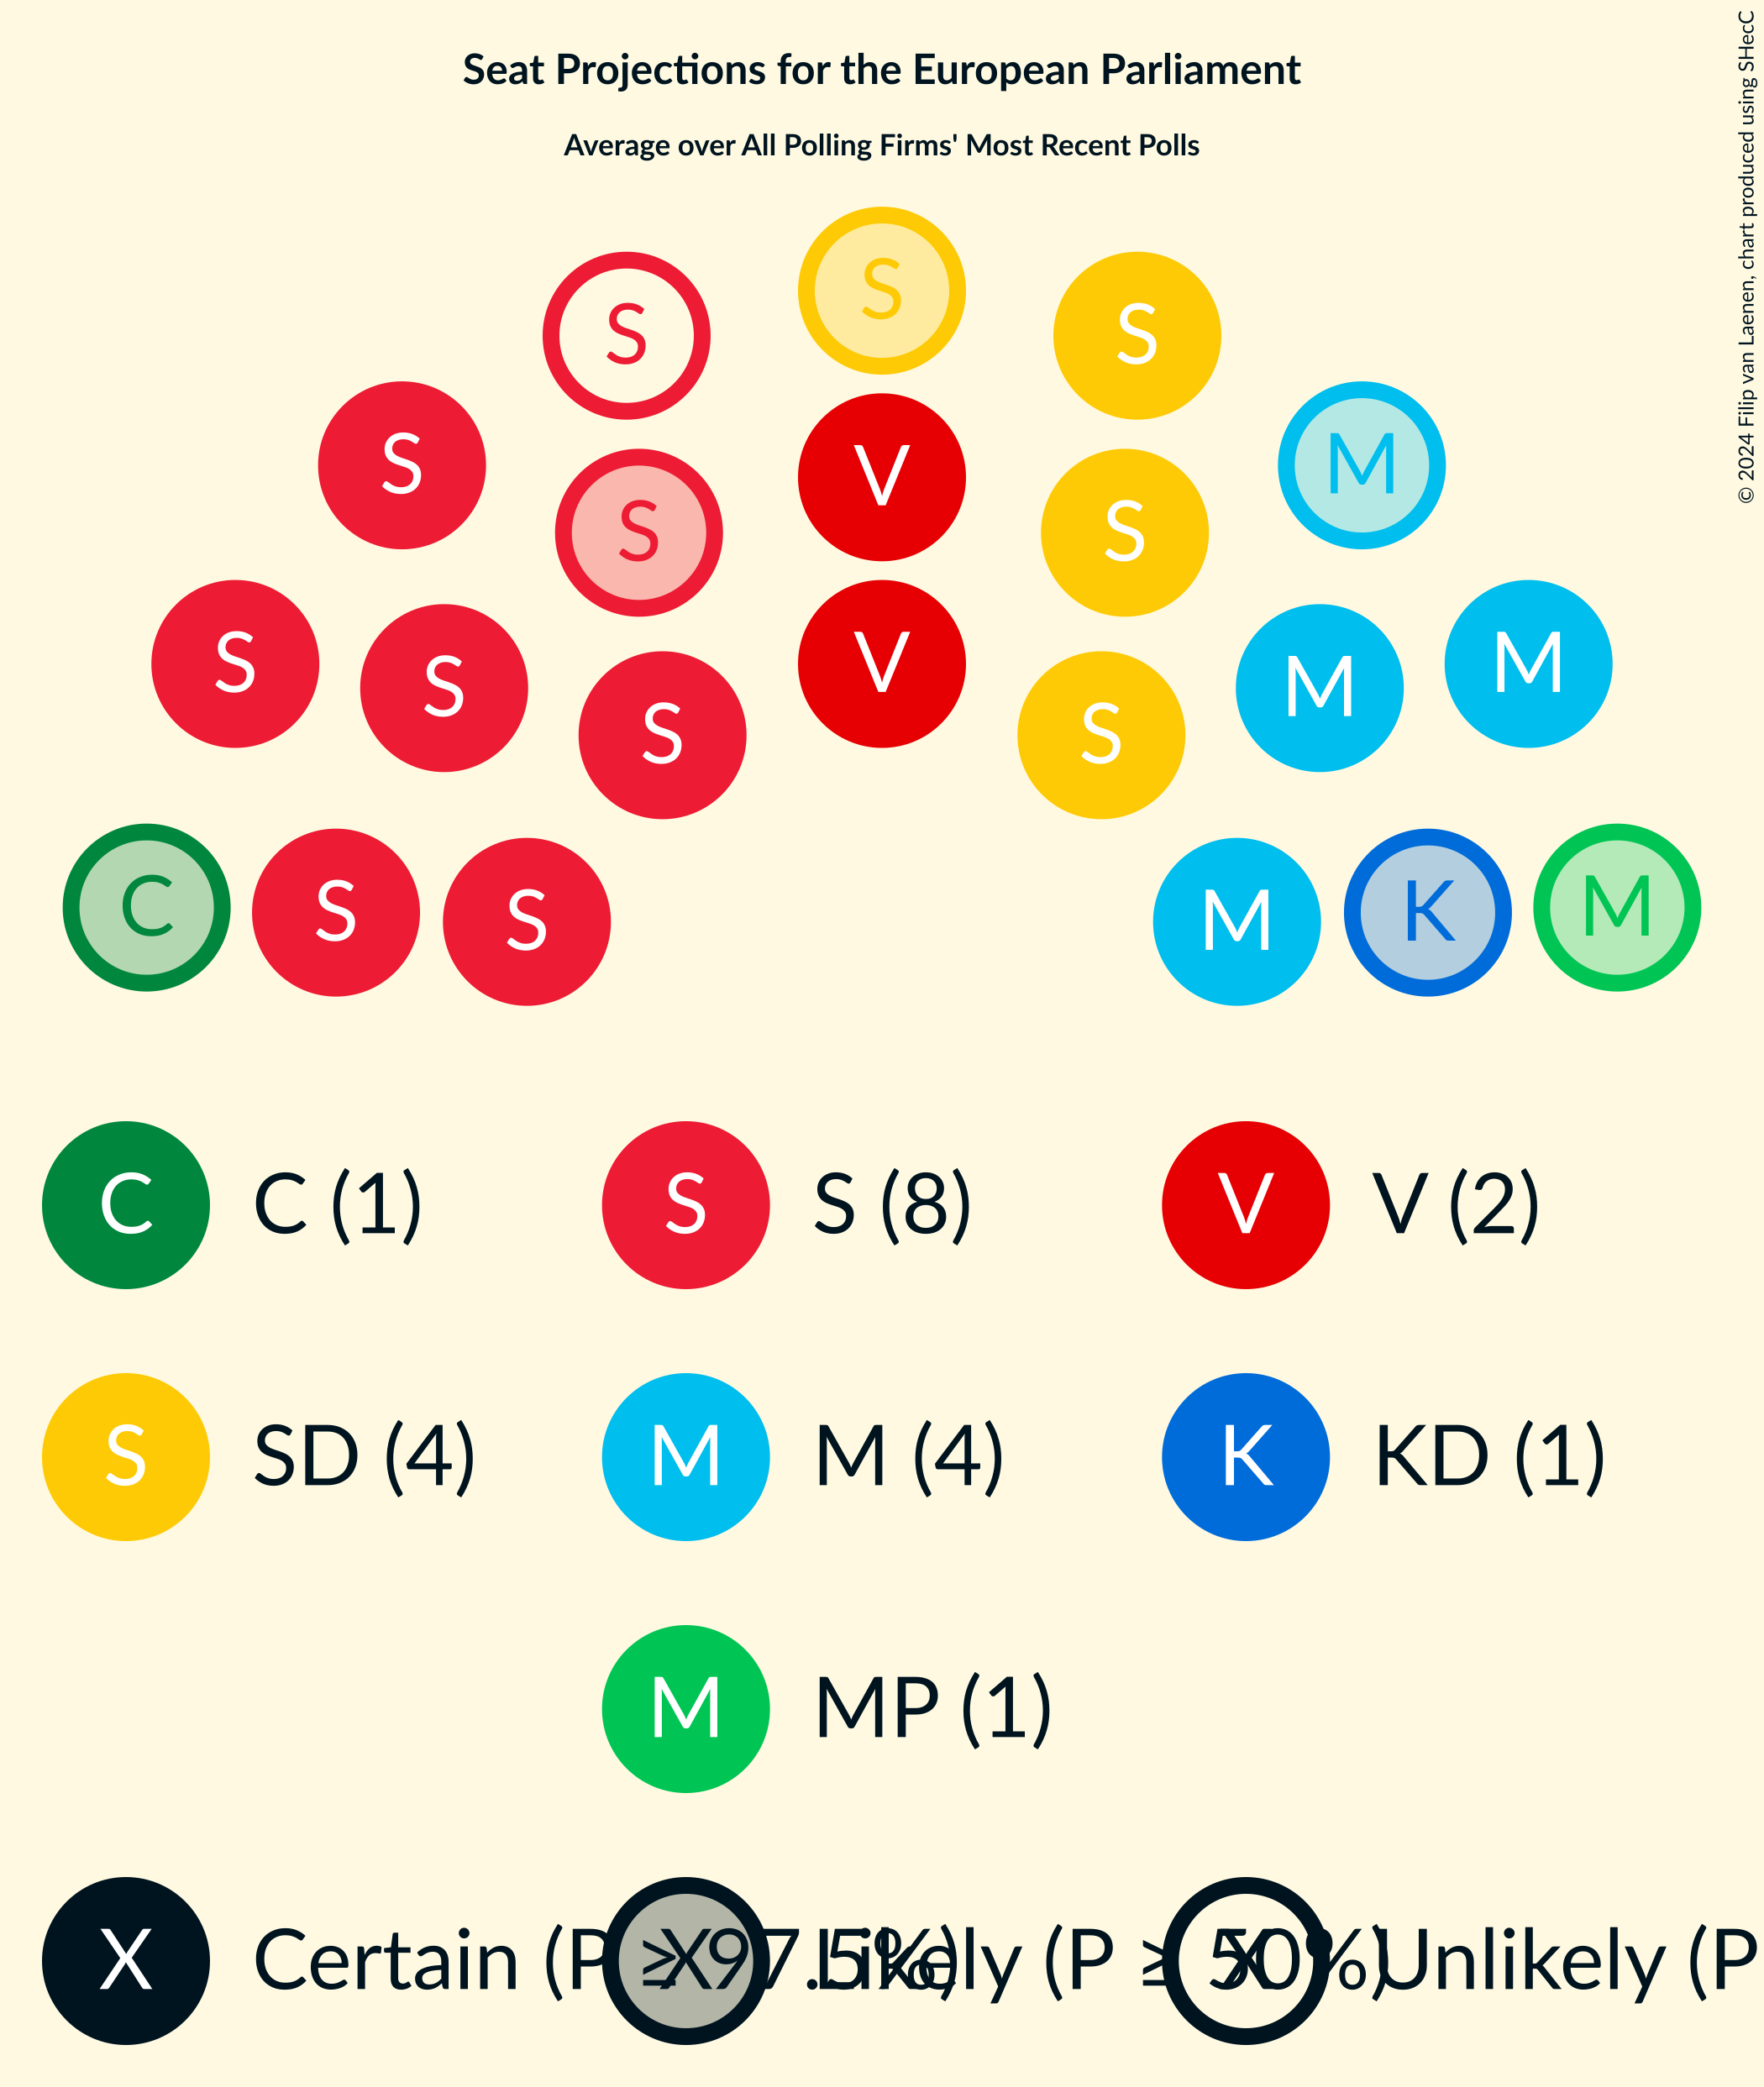 Seat Projections for the European Parliament
Average over All Polling Firms' Most Recent Polls
© 2024 Filip van Laenen, chart produced using SHecC
S
S S
S M
V
S S
S M
V
S S M M
S S
C K M
S S M
C C (1) S S (8) V V (2)
S SD (4) M M (4) K KD (1)
M MP (1)
X Certain (P ≥ 97.5%) X Likely (P ≥ 50%) X Unlikely (P